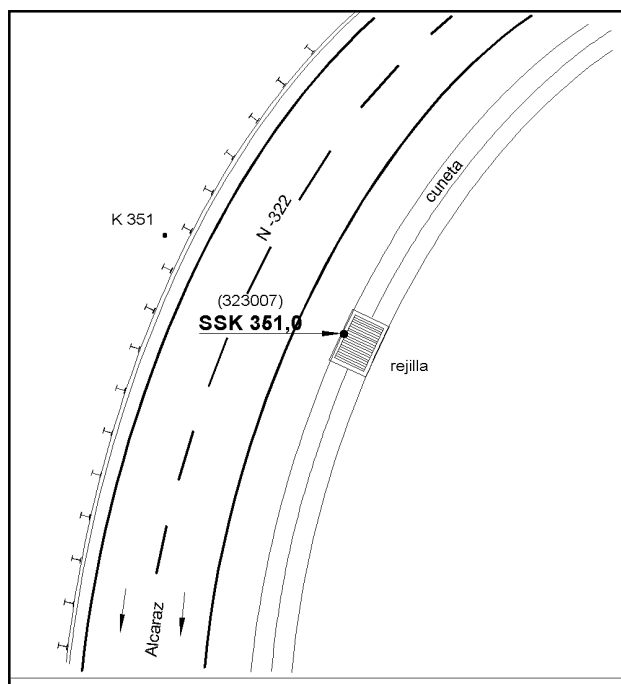 cuneta
K 351
N -322
(323007)
SSK 351,0
rejilla
Alcaraz